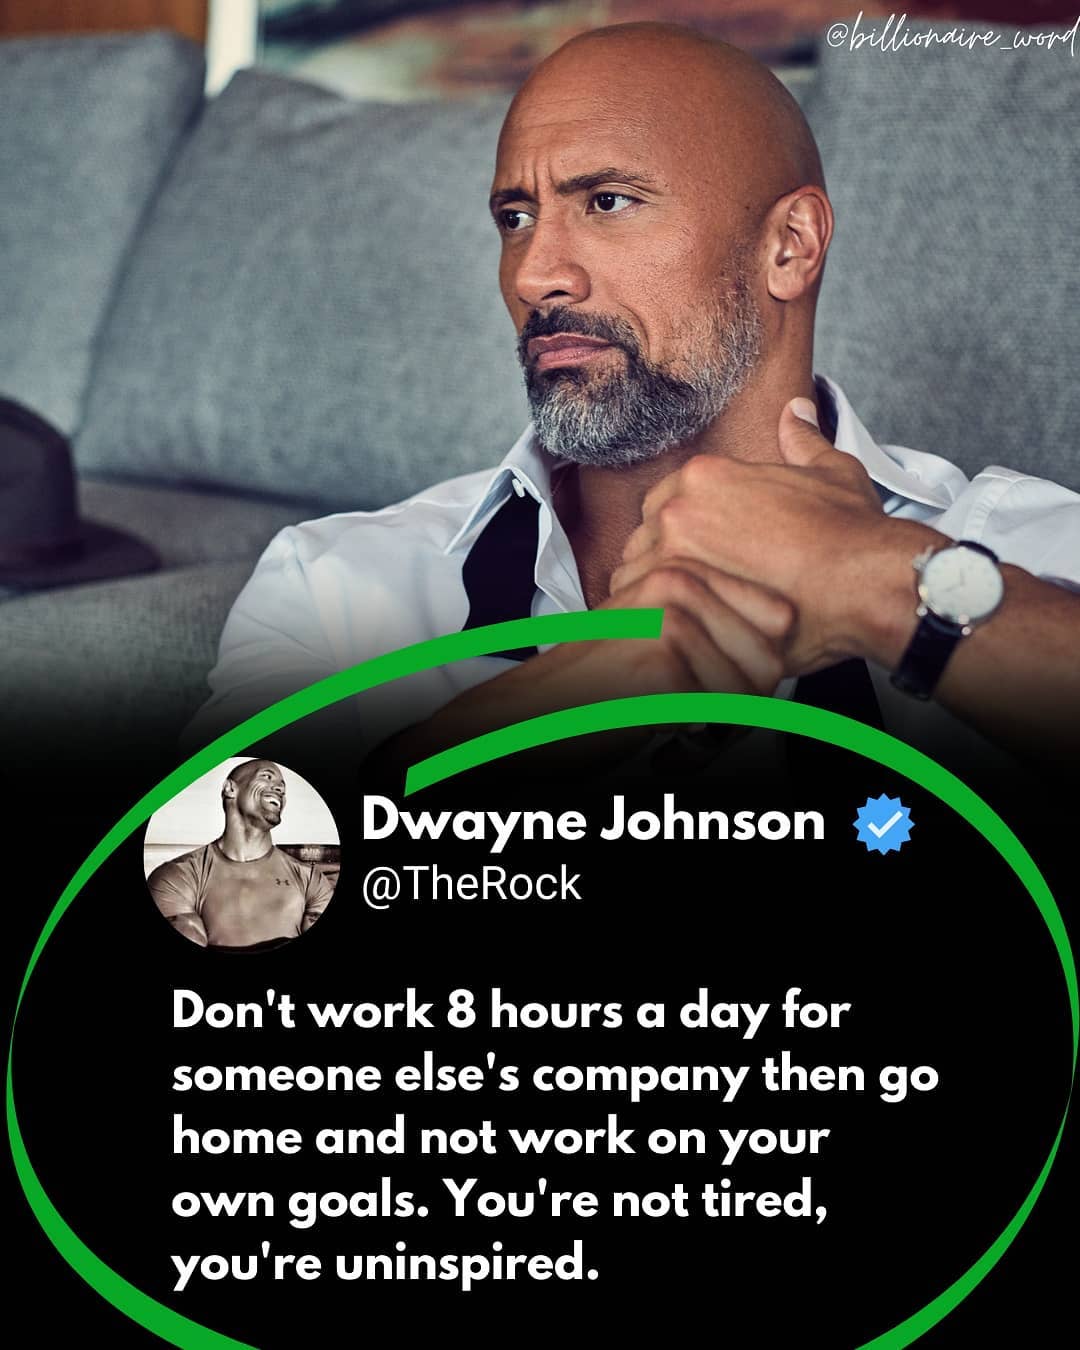 @billionaire_word
Dwayne Johnson
@TheRock
Don't work 8 hours a day for
someone else's company then go
home and not work on your
own goals. You're not tired,
you're uninspired.